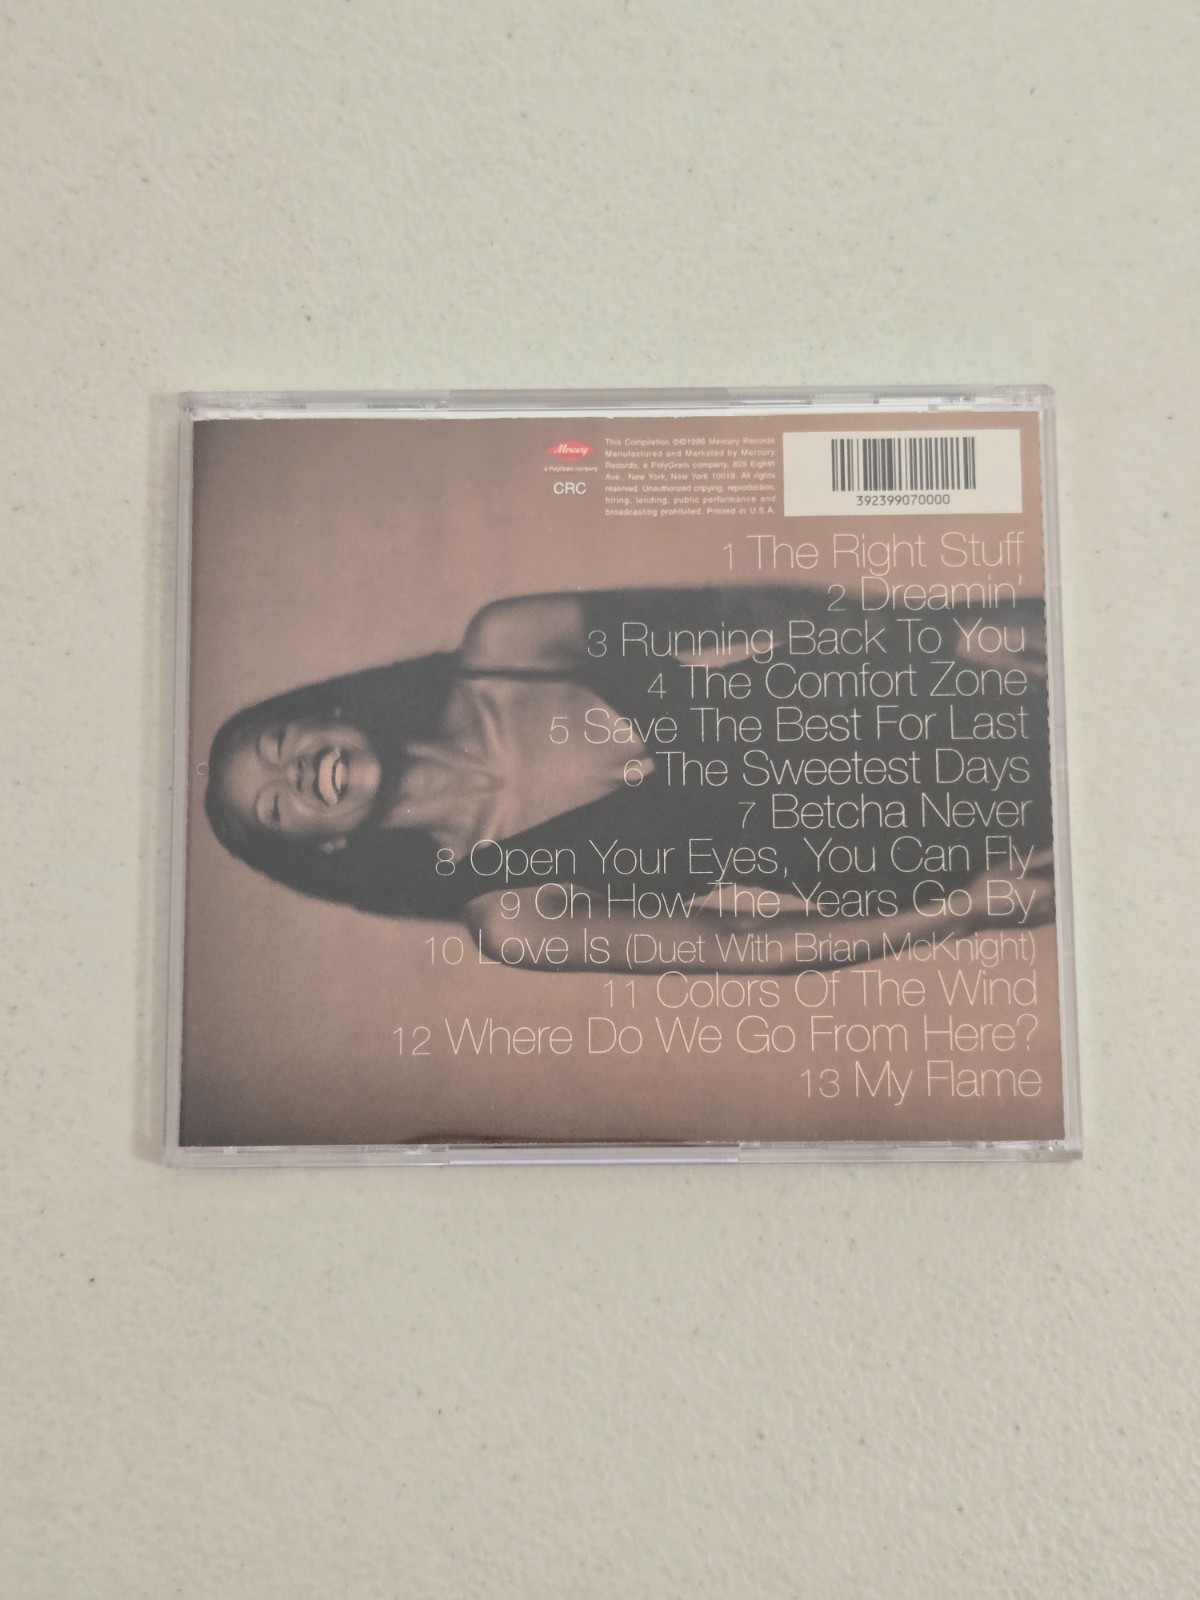 Mercury
a PolyGram company
CRC
This Compilation ℗©1998 Mercury Records
Manufactured and Marketed by Mercury
Records, a PolyGram company, 825 Eighth
Ave., New York, New York 10019. All rights
reserved. Unauthorized copying, reproduction,
hiring, lending, public performance and
broadcasting prohibited. Printed in U.S.A.
392399070000
1 The Right Stuff
2 Dreamin'
3 Running Back To You
4 The Comfort Zone
5 Save The Best For Last
6 The Sweetest Days
7 Betcha Never
8 Open Your Eyes, You Can Fly
9 Oh How The Years Go By
10 Love Is (Duet With Brian McKnight)
11 Colors Of The Wind
12 Where Do We Go From Here?
13 My Flame